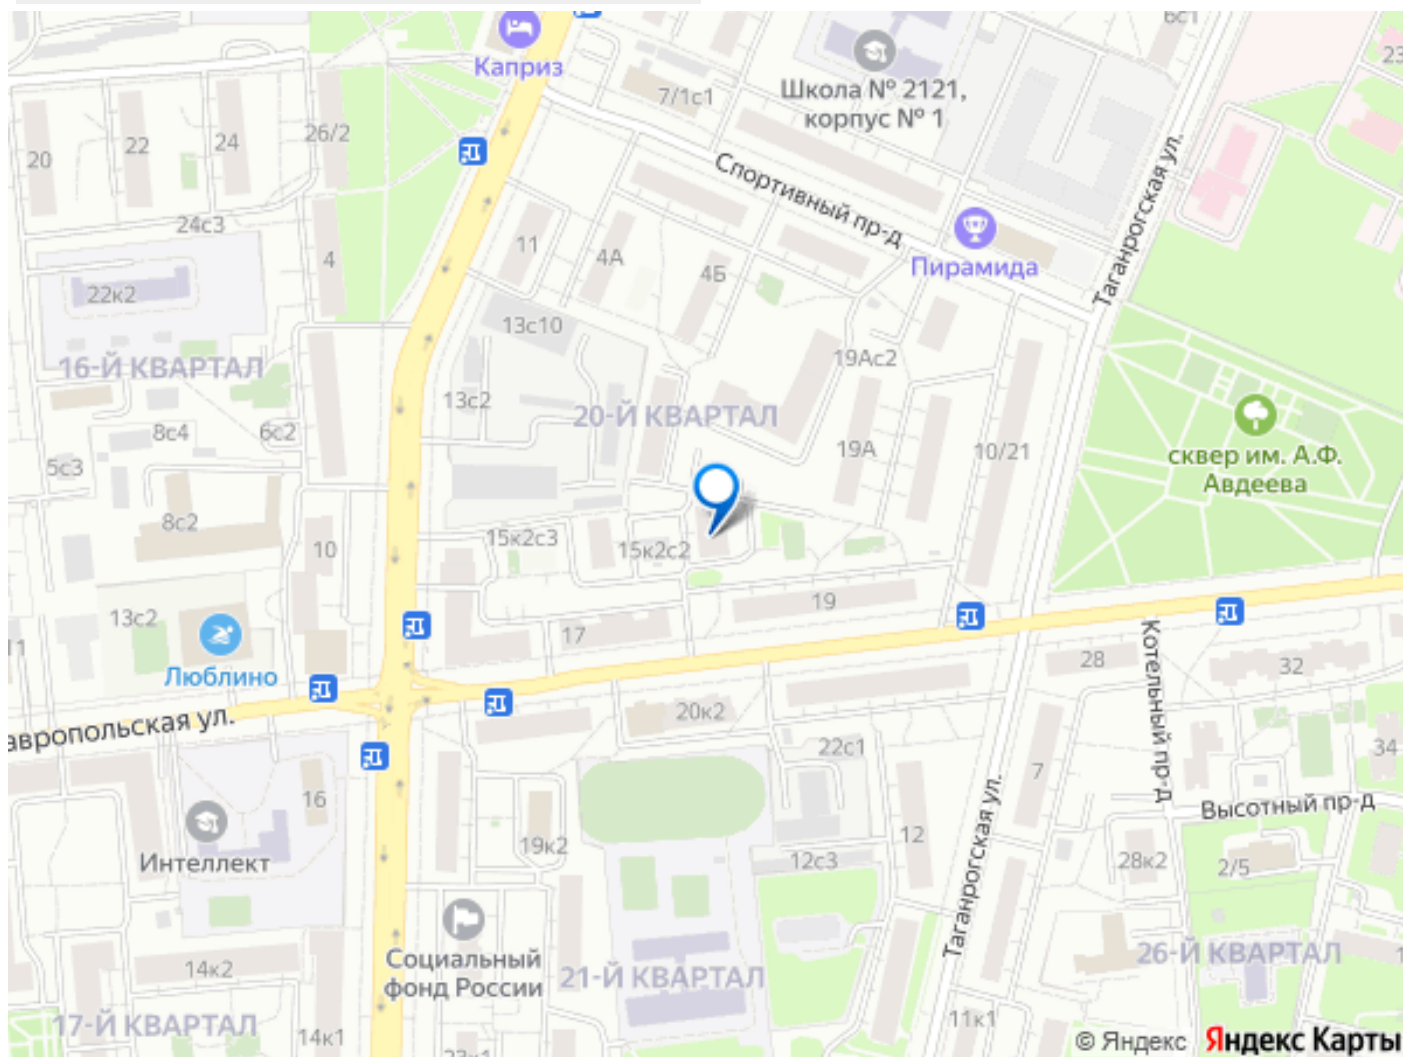 6с1
Каприз
23
7/1с1
Школа № 2121,
корпус № 1
26/2
24
22
20
Спортивный пр-д
Таганрогская ул.
24с3
11
4А
4
4Б
Пирамида
22к2
13с10
16-Й КВАРТАЛ
19Ас2
13с2
20-Й КВАРТАЛ
8с4
6с2
19А
10/21
5с3
сквер им. А.Ф.
Авдеева
8с2
10
15к2с3
15к2с2
19
13с2
17
Люблино
28
32
Котельный пр-д
авропольская ул.
20к2
22с1
34
7
16
Высотный пр-д
Интеллект
19к2
12с3
12
28к2
2/5
Таганрогская ул.
Социальный
фонд России
14к2
21-Й КВАРТАЛ
26-Й КВАРТАЛ
17-Й КВАРТАЛ
14к1
11к1
© Яндекс Яндекс Карты